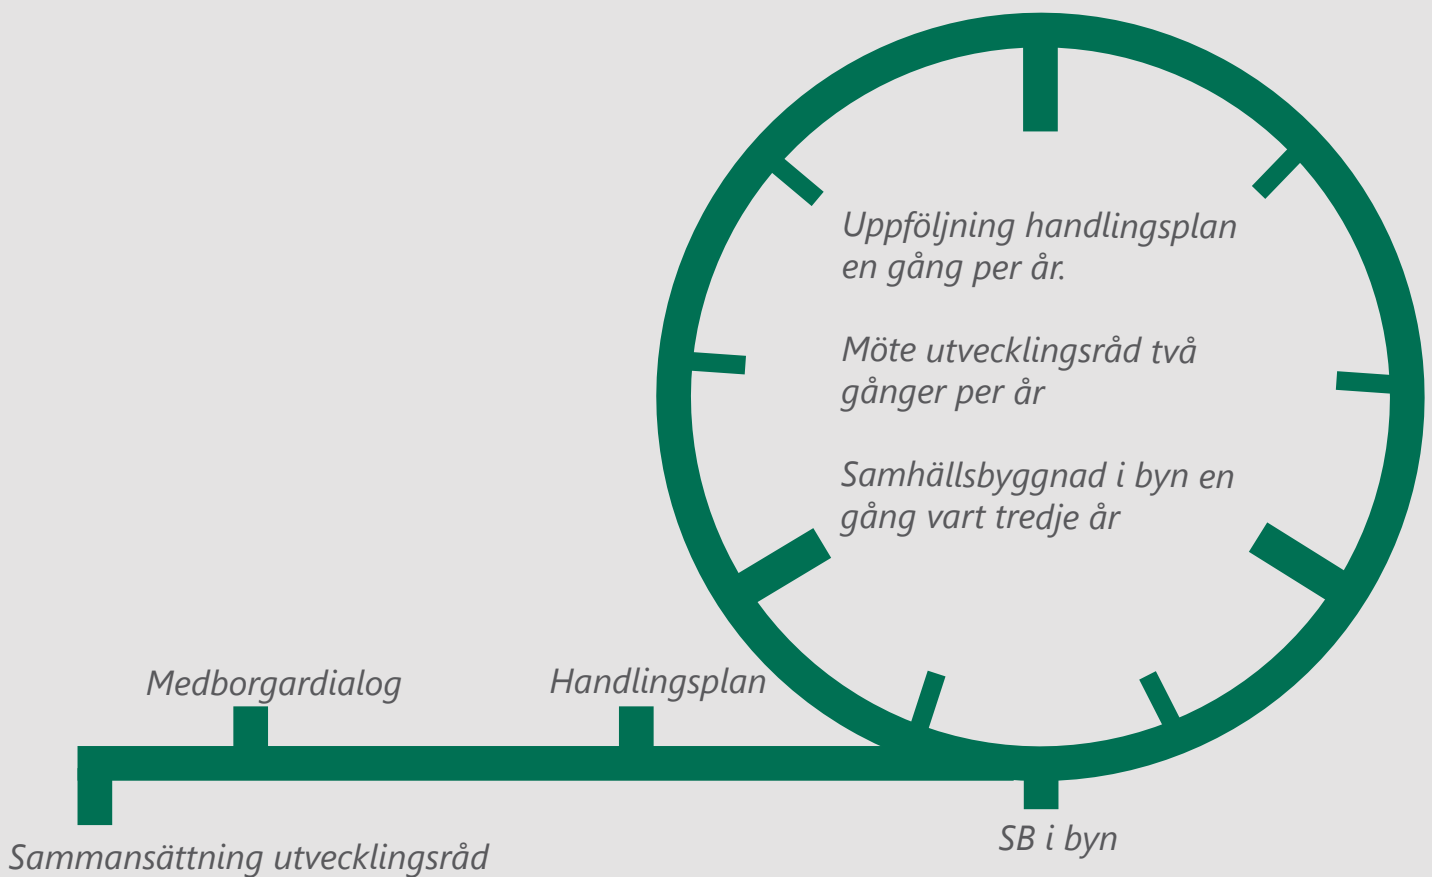 Uppföljning handlingsplan
en gång per år.
Möte utvecklingsråd två
gånger per år
Samhällsbyggnad i byn en
gång vart tredje år
Medborgardialog
Handlingsplan
SB i byn
Sammansättning utvecklingsråd